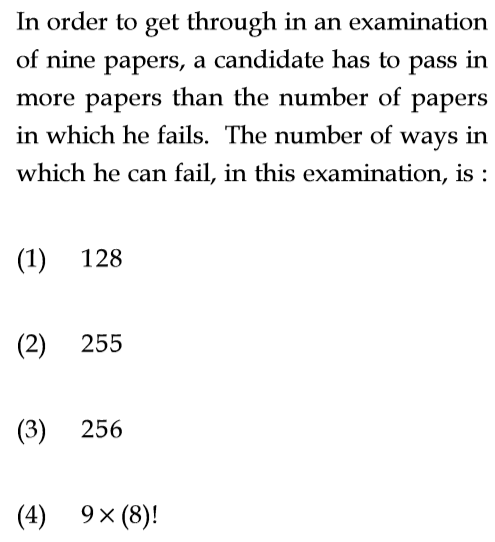 In order to get through in an examination
of nine papers, a candidate has to pass in
more papers than the number of papers
in which he fails. The number of ways in
which he can fail, in this examination, is :
(1) 128
(2) 255
(3) 256
(4) 9 × (8)!